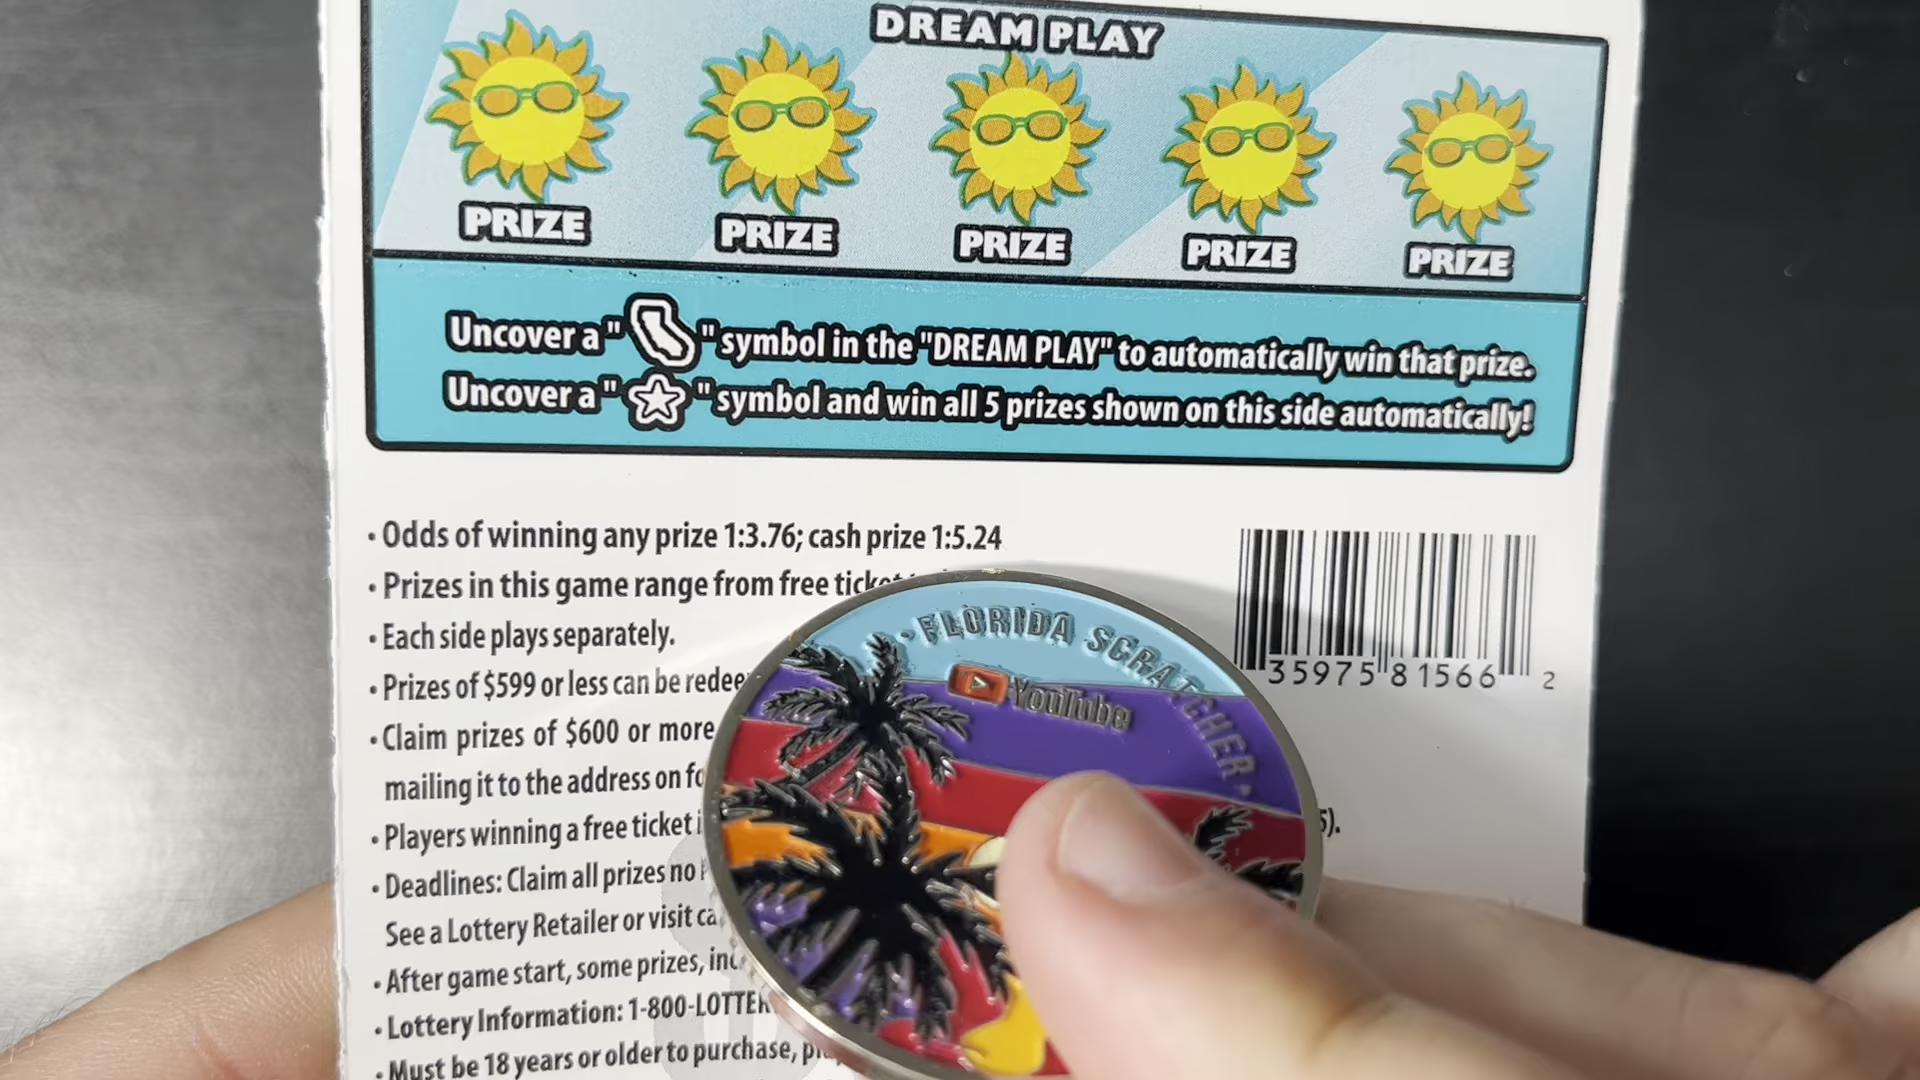 DREAM PLAY
PRIZE PRIZE PRIZE PRIZE PRIZE
Uncover a " " symbol in the "DREAM PLAY" to automatically win that prize.
Uncover a " " symbol and win all 5 prizes shown on this side automatically!
• Odds of winning any prize 1:3.76; cash prize 1:5.24
• Prizes in this game range from free ticket
• Each side plays separately.
• Prizes of $599 or less can be
• Claim prizes of $600 or more
mailing it to the address on
• Players winning a free ticket
• Deadlines: Claim all prizes no
See a Lottery Retailer or visit
• After game start, some prizes,
• Lottery Information: 1-800-
• Must be 18 years or older to purchase,
5).
35975 81566 2
• FLORIDA SCRATCHER •
YouTube